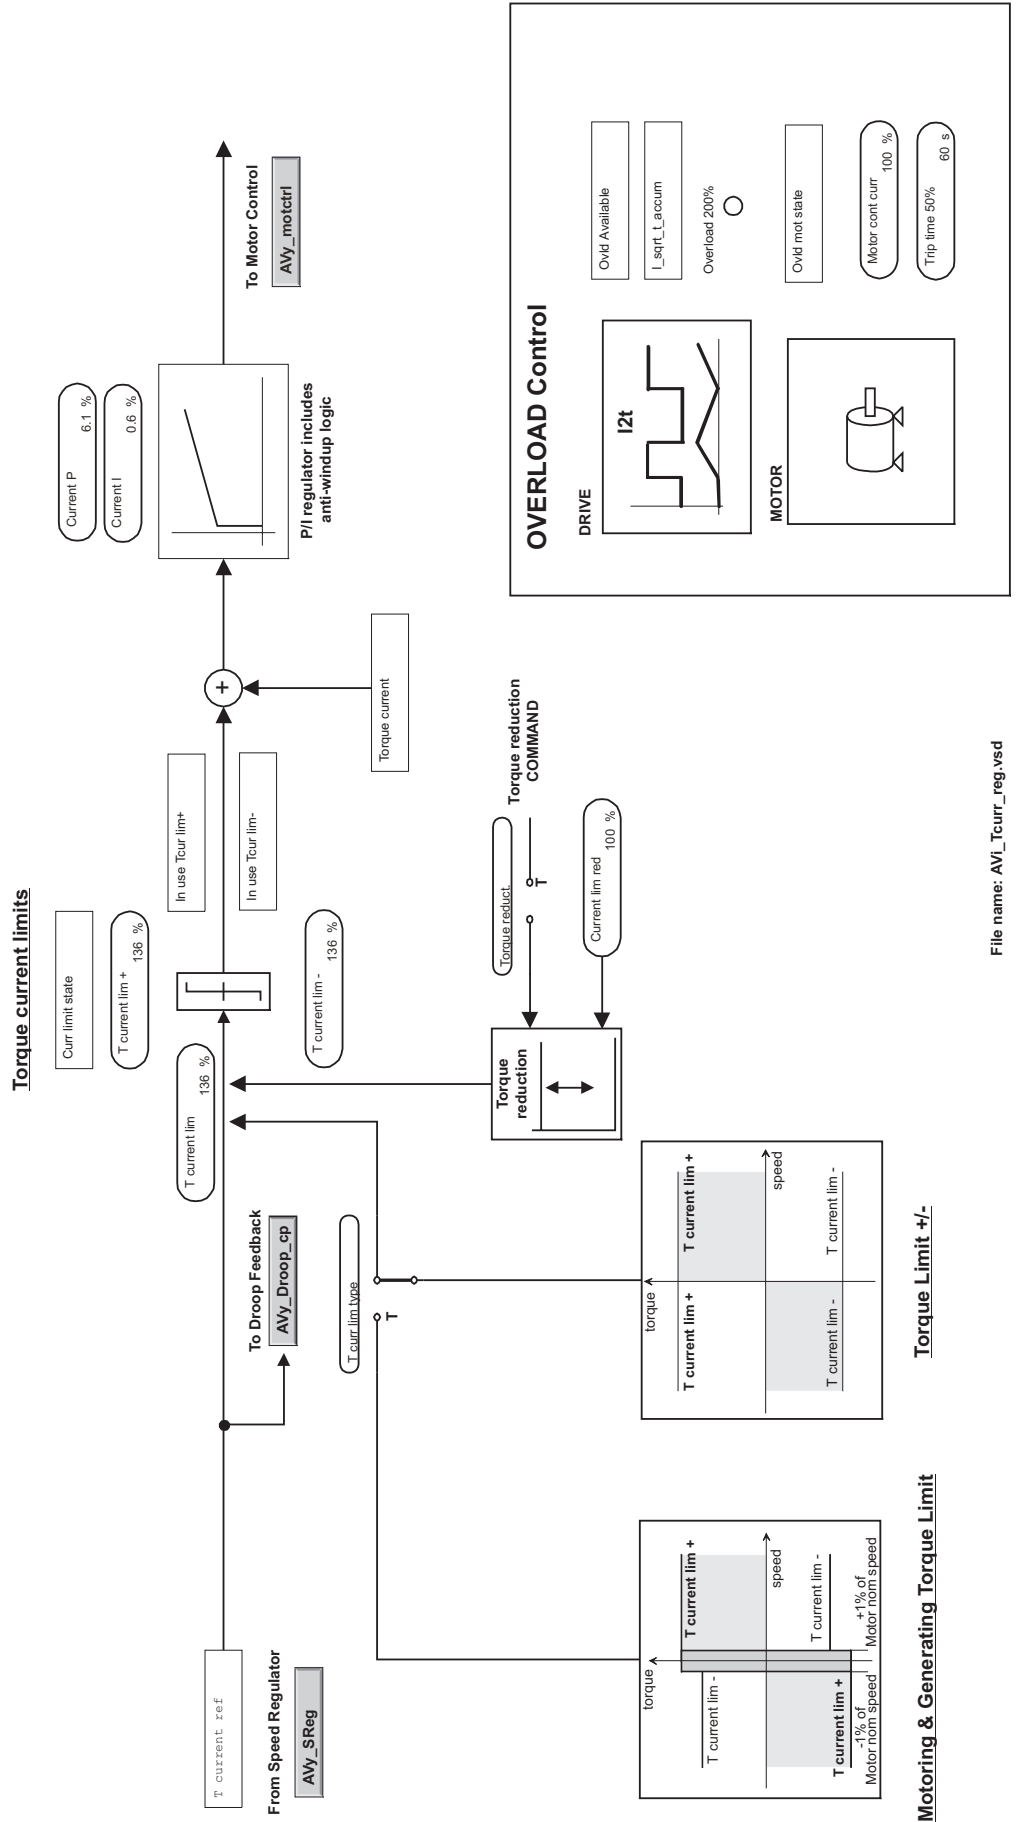 Torque current limits
T current ref
From Speed Regulator
AVy_SReg
To Droop Feedback
AVy_Droop_cp
T current lim
136 %
Curr limit state
T current lim +
136 %
T current lim -
136 %
In use Tcur lim+
In use Tcur lim-
Torque current
+
Current P
6.1 %
Current I
0.6 %
P/I regulator includes
anti-windup logic
To Motor Control
AVy_motctrl
T curr lim type
T
Torque
reduction
Torque reduct.
T
Torque reduction
COMMAND
Current lim red
100 %
torque
speed
T current lim +
T current lim -
T current lim -
T current lim +
-1% of
Motor nom speed
+1% of
Motor nom speed
Motoring & Generating Torque Limit
torque
speed
T current lim +
T current lim +
T current lim -
T current lim -
Torque Limit +/-
OVERLOAD Control
DRIVE
I2t
Ovld Available
I_sqrt_t_accum
Overload 200%
MOTOR
Ovld mot state
Motor cont curr
100 %
Trip time 50%
60 s
File name: AVi_Tcurr_reg.vsd